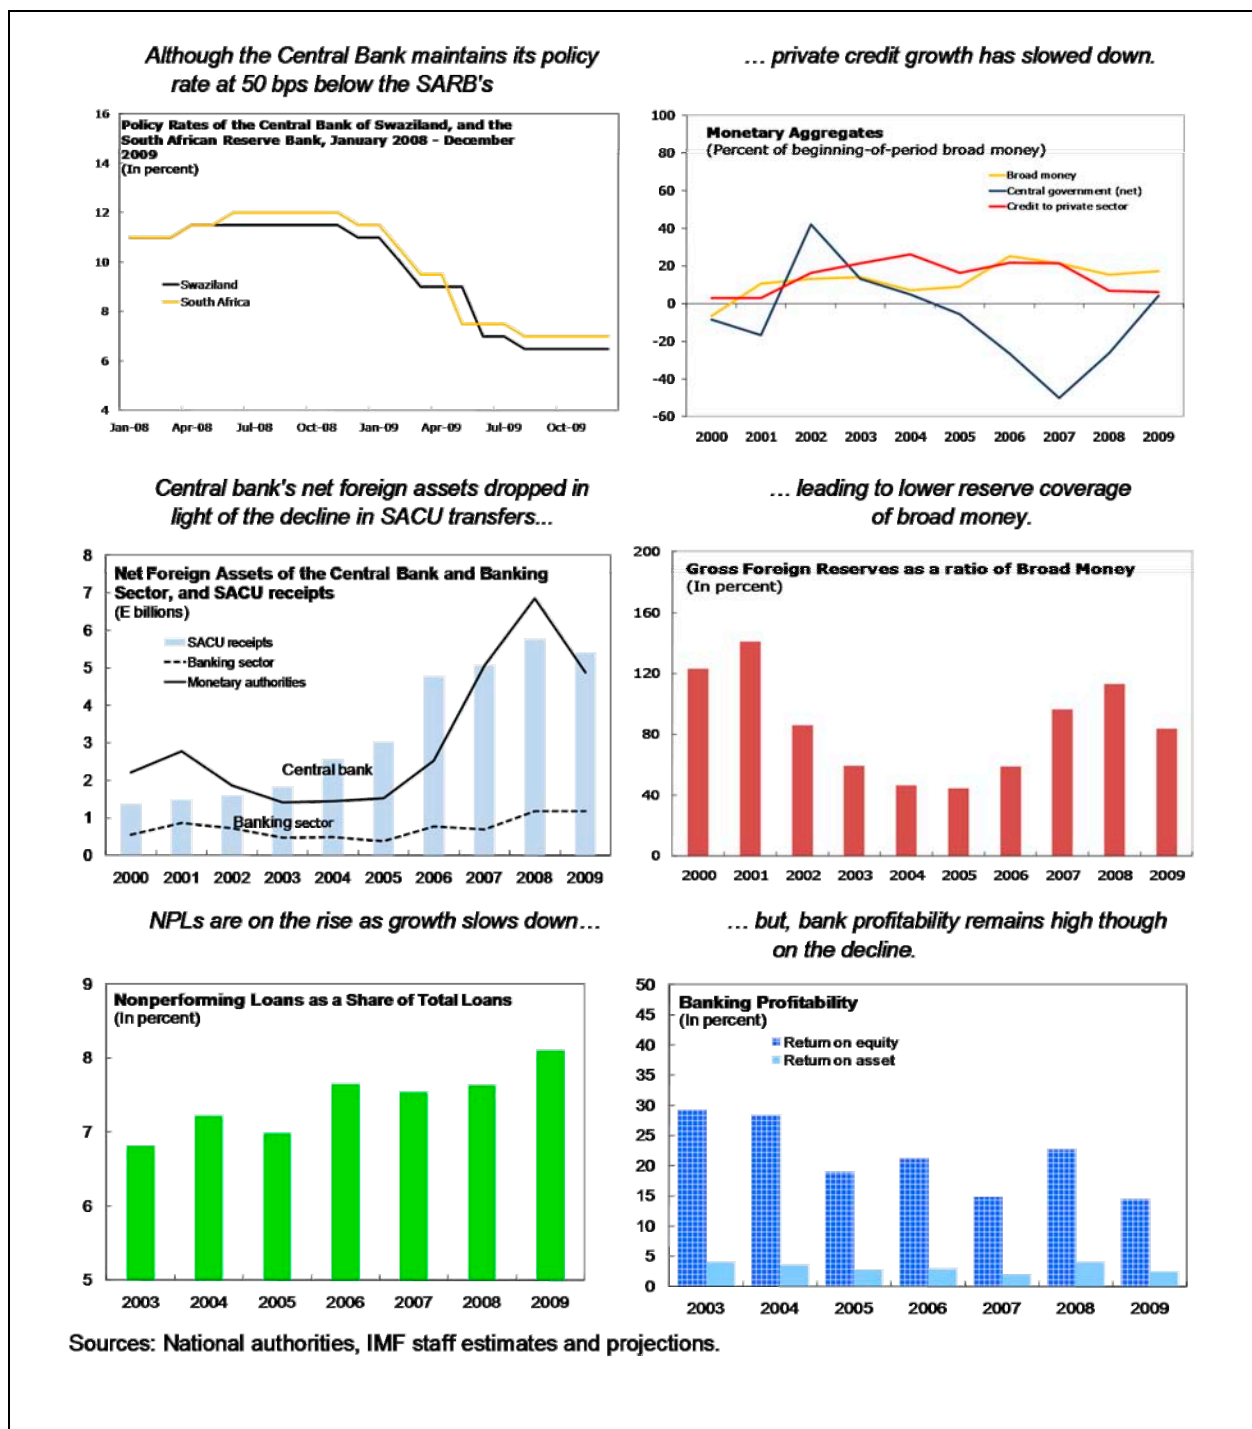 Although the Central Bank maintains its policy
rate at 50 bps below the SARB's
16
14
12
10
8
6
4
Policy Rates of the Central Bank of Swaziland, and the
South African Reserve Bank, January 2008 - December
2009
(In percent)
Swaziland
South Africa
Jan-08 Apr-08 Jul-08 Oct-08 Jan-09 Apr-09 Jul-09 Oct-09
... private credit growth has slowed down.
100
80
60
40
20
0
-20
-40
-60
Monetary Aggregates
(Percent of beginning-of-period broad money)
Broad money
Central government (net)
Credit to private sector
2000 2001 2002 2003 2004 2005 2006 2007 2008 2009
Central bank's net foreign assets dropped in
light of the decline in SACU transfers...
8
7
6
5
4
3
2
1
0
Net Foreign Assets of the Central Bank and Banking
Sector, and SACU receipts
(E billions)
SACU receipts
Banking sector
Monetary authorities
Central bank
Banking sector
2000 2001 2002 2003 2004 2005 2006 2007 2008 2009
... leading to lower reserve coverage
of broad money.
200
160
120
80
40
0
Gross Foreign Reserves as a ratio of Broad Money
(In percent)
2000 2001 2002 2003 2004 2005 2006 2007 2008 2009
NPLs are on the rise as growth slows down...
9
8
7
6
5
Nonperforming Loans as a Share of Total Loans
(In percent)
2003 2004 2005 2006 2007 2008 2009
... but, bank profitability remains high though
on the decline.
50
45
40
35
30
25
20
15
10
5
0
Banking Profitability
(In percent)
Return on equity
Return on asset
2003 2004 2005 2006 2007 2008 2009
Sources: National authorities, IMF staff estimates and projections.